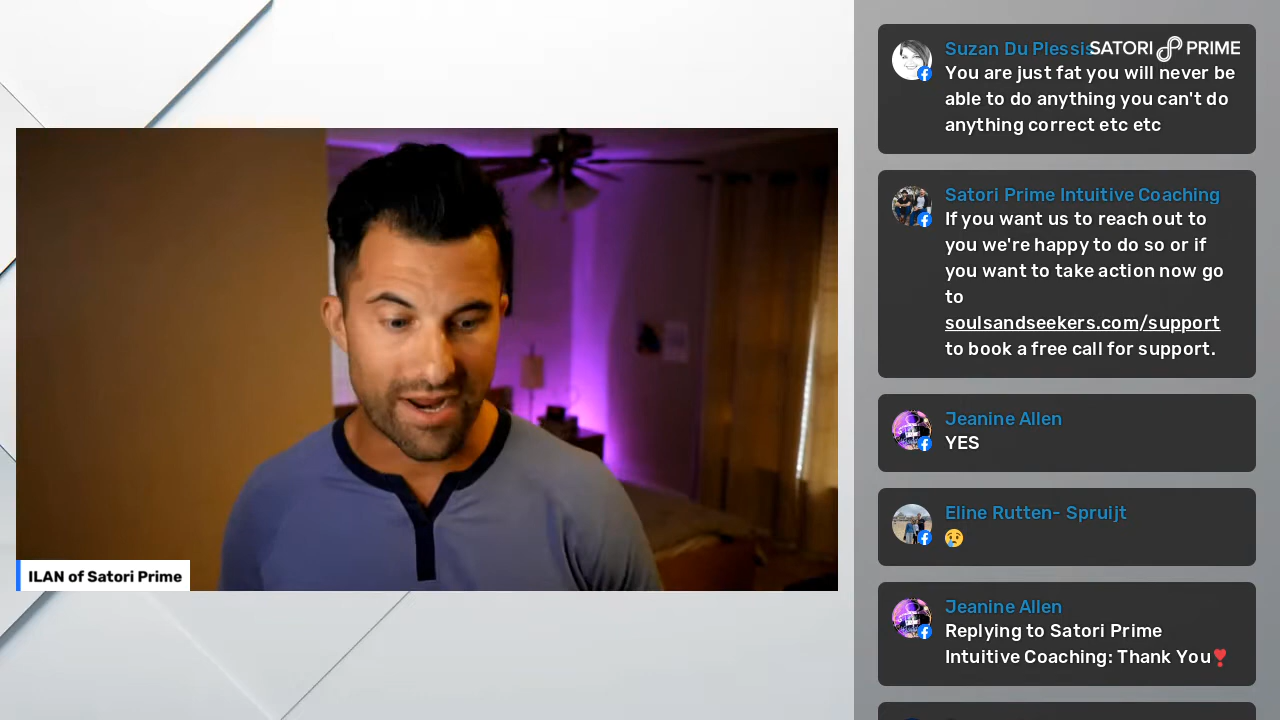 Suzan Du Plessis
SATORI PRIME
You are just fat you will never be
able to do anything you can't do
anything correct etc etc
Satori Prime Intuitive Coaching
If you want us to reach out to
you we're happy to do so or if
you want to take action now go
to
soulsandseekers.com/support
to book a free call for support.
Jeanine Allen
YES
Eline Rutten- Spruijt
😢
Jeanine Allen
Replying to Satori Prime
Intuitive Coaching: Thank You❣️
ILAN of Satori Prime